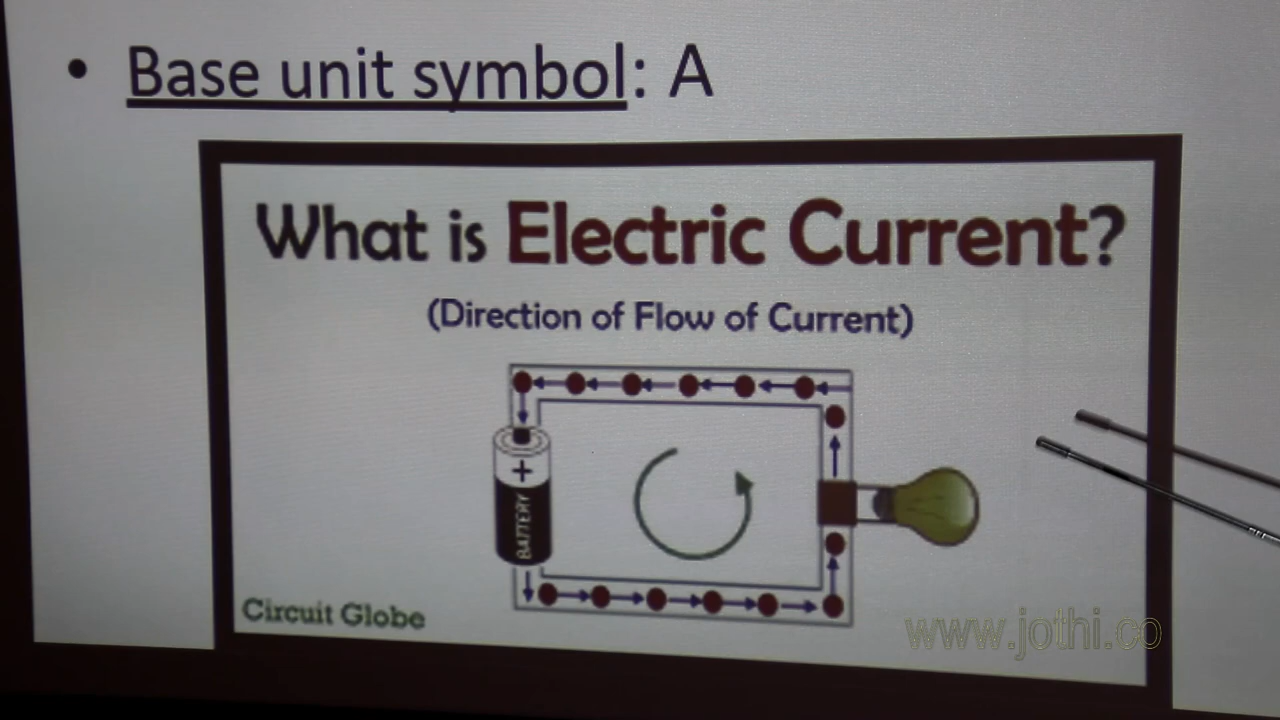 • Base unit symbol: A
What is Electric Current?
(Direction of Flow of Current)
+
BATTERY
Circuit Globe
www.jothi.co